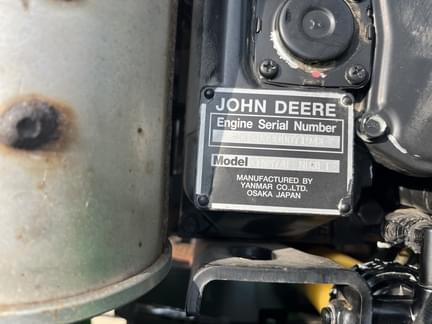 JOHN DEERE
Engine Serial Number
Model
MANUFACTURED BY
YANMAR CO.,LTD.
OSAKA JAPAN